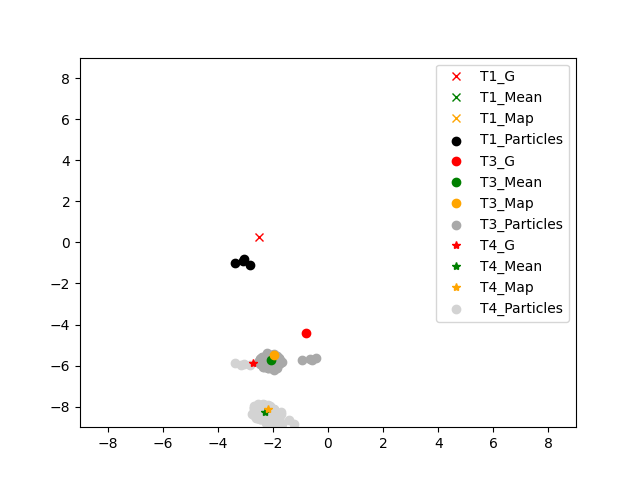 8
6
4
2
0
−2
−4
−6
−8
−8 −6 −4 −2 0 2 4 6 8
T1_G
T1_Mean
T1_Map
T1_Particles
T3_G
T3_Mean
T3_Map
T3_Particles
T4_G
T4_Mean
T4_Map
T4_Particles